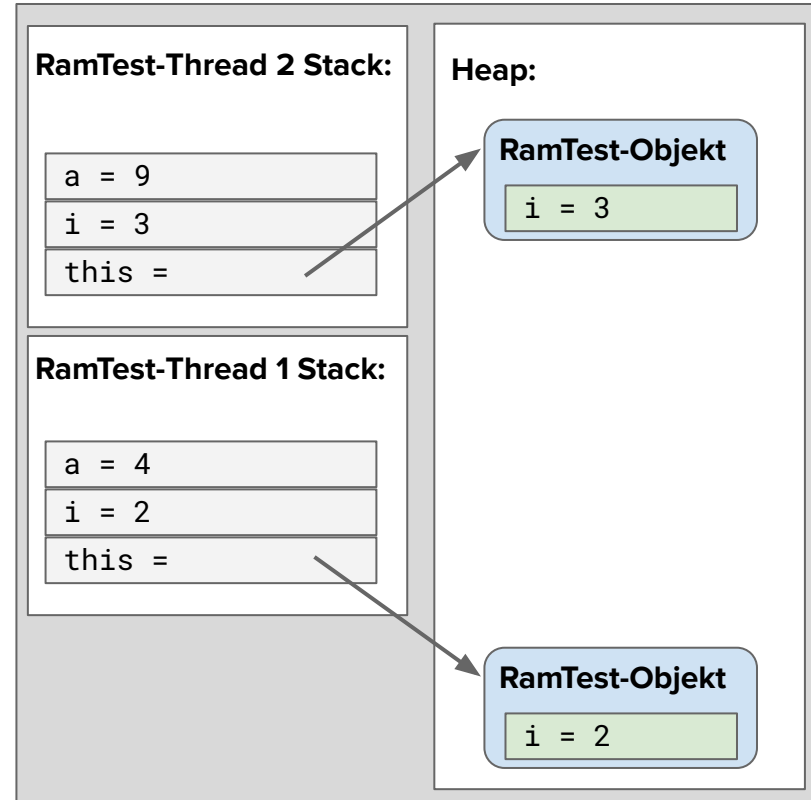 RamTest-Thread 2 Stack:
a = 9
i = 3
this =
RamTest-Thread 1 Stack:
a = 4
i = 2
this =
Heap:
RamTest-Objekt
i = 3
RamTest-Objekt
i = 2